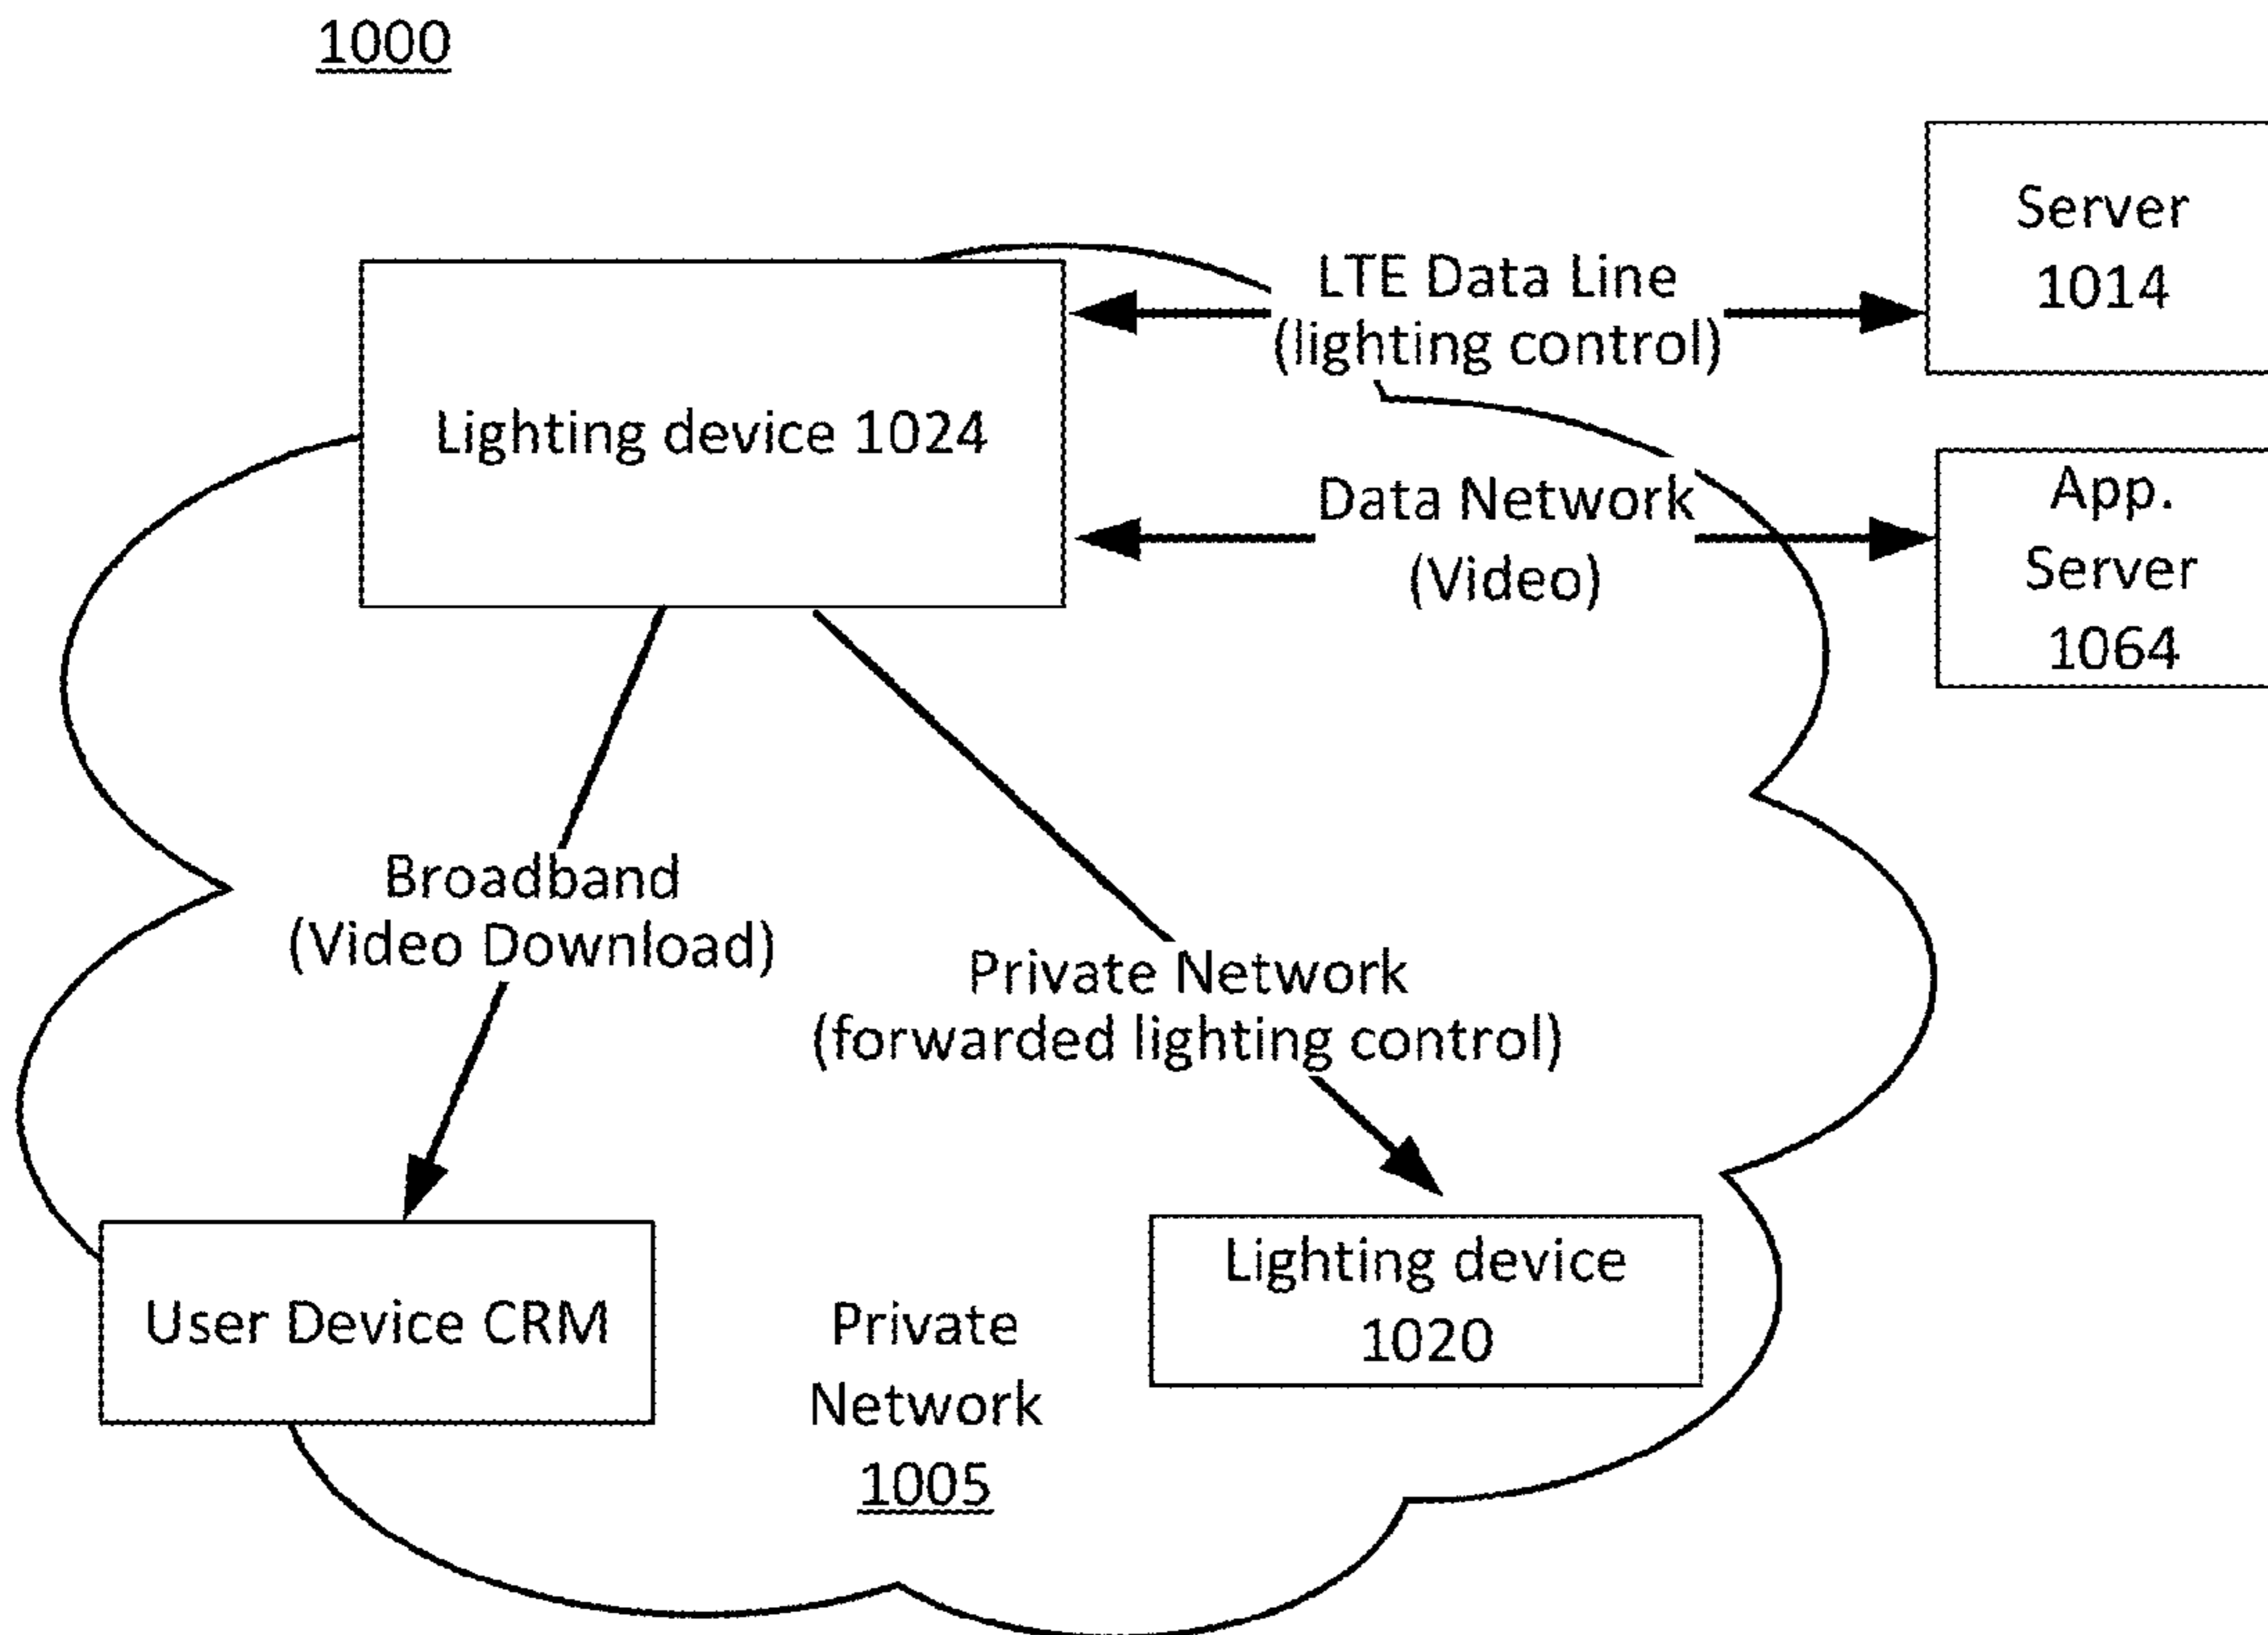 1000
Server
1014
LTE Data Line
(lighting control)
Lighting device 1024
App.
Server
1064
Data Network
(Video)
Broadband
(Video Download)
Private Network
(forwarded lighting control)
User Device CRM
Lighting device
1020
Private
Network
1005